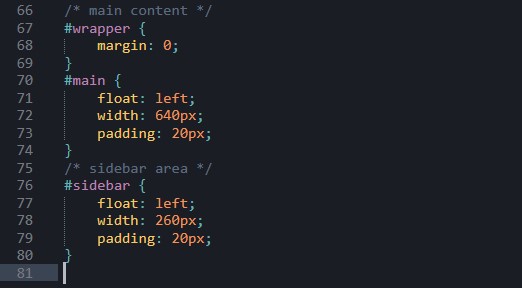 66 /* main content */
67 #wrapper {
68     margin: 0;
69 }
70 #main {
71     float: left;
72     width: 640px;
73     padding: 20px;
74 }
75 /* sidebar area */
76 #sidebar {
77     float: left;
78     width: 260px;
79     padding: 20px;
80 }
81